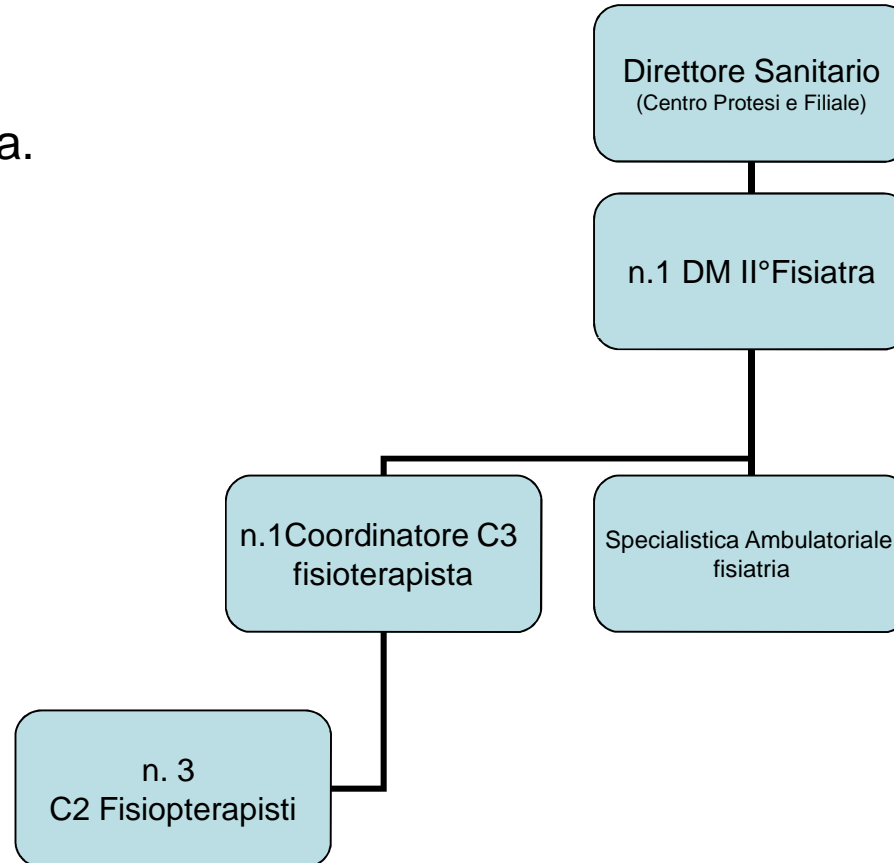 Direttore Sanitario
(Centro Protesi e Filiale)
a.
n.1 DM II°Fisiatra
n.1Coordinatore C3
fisioterapista
Specialistica Ambulatoriale
fisiatria
n. 3
C2 Fisiopterapisti